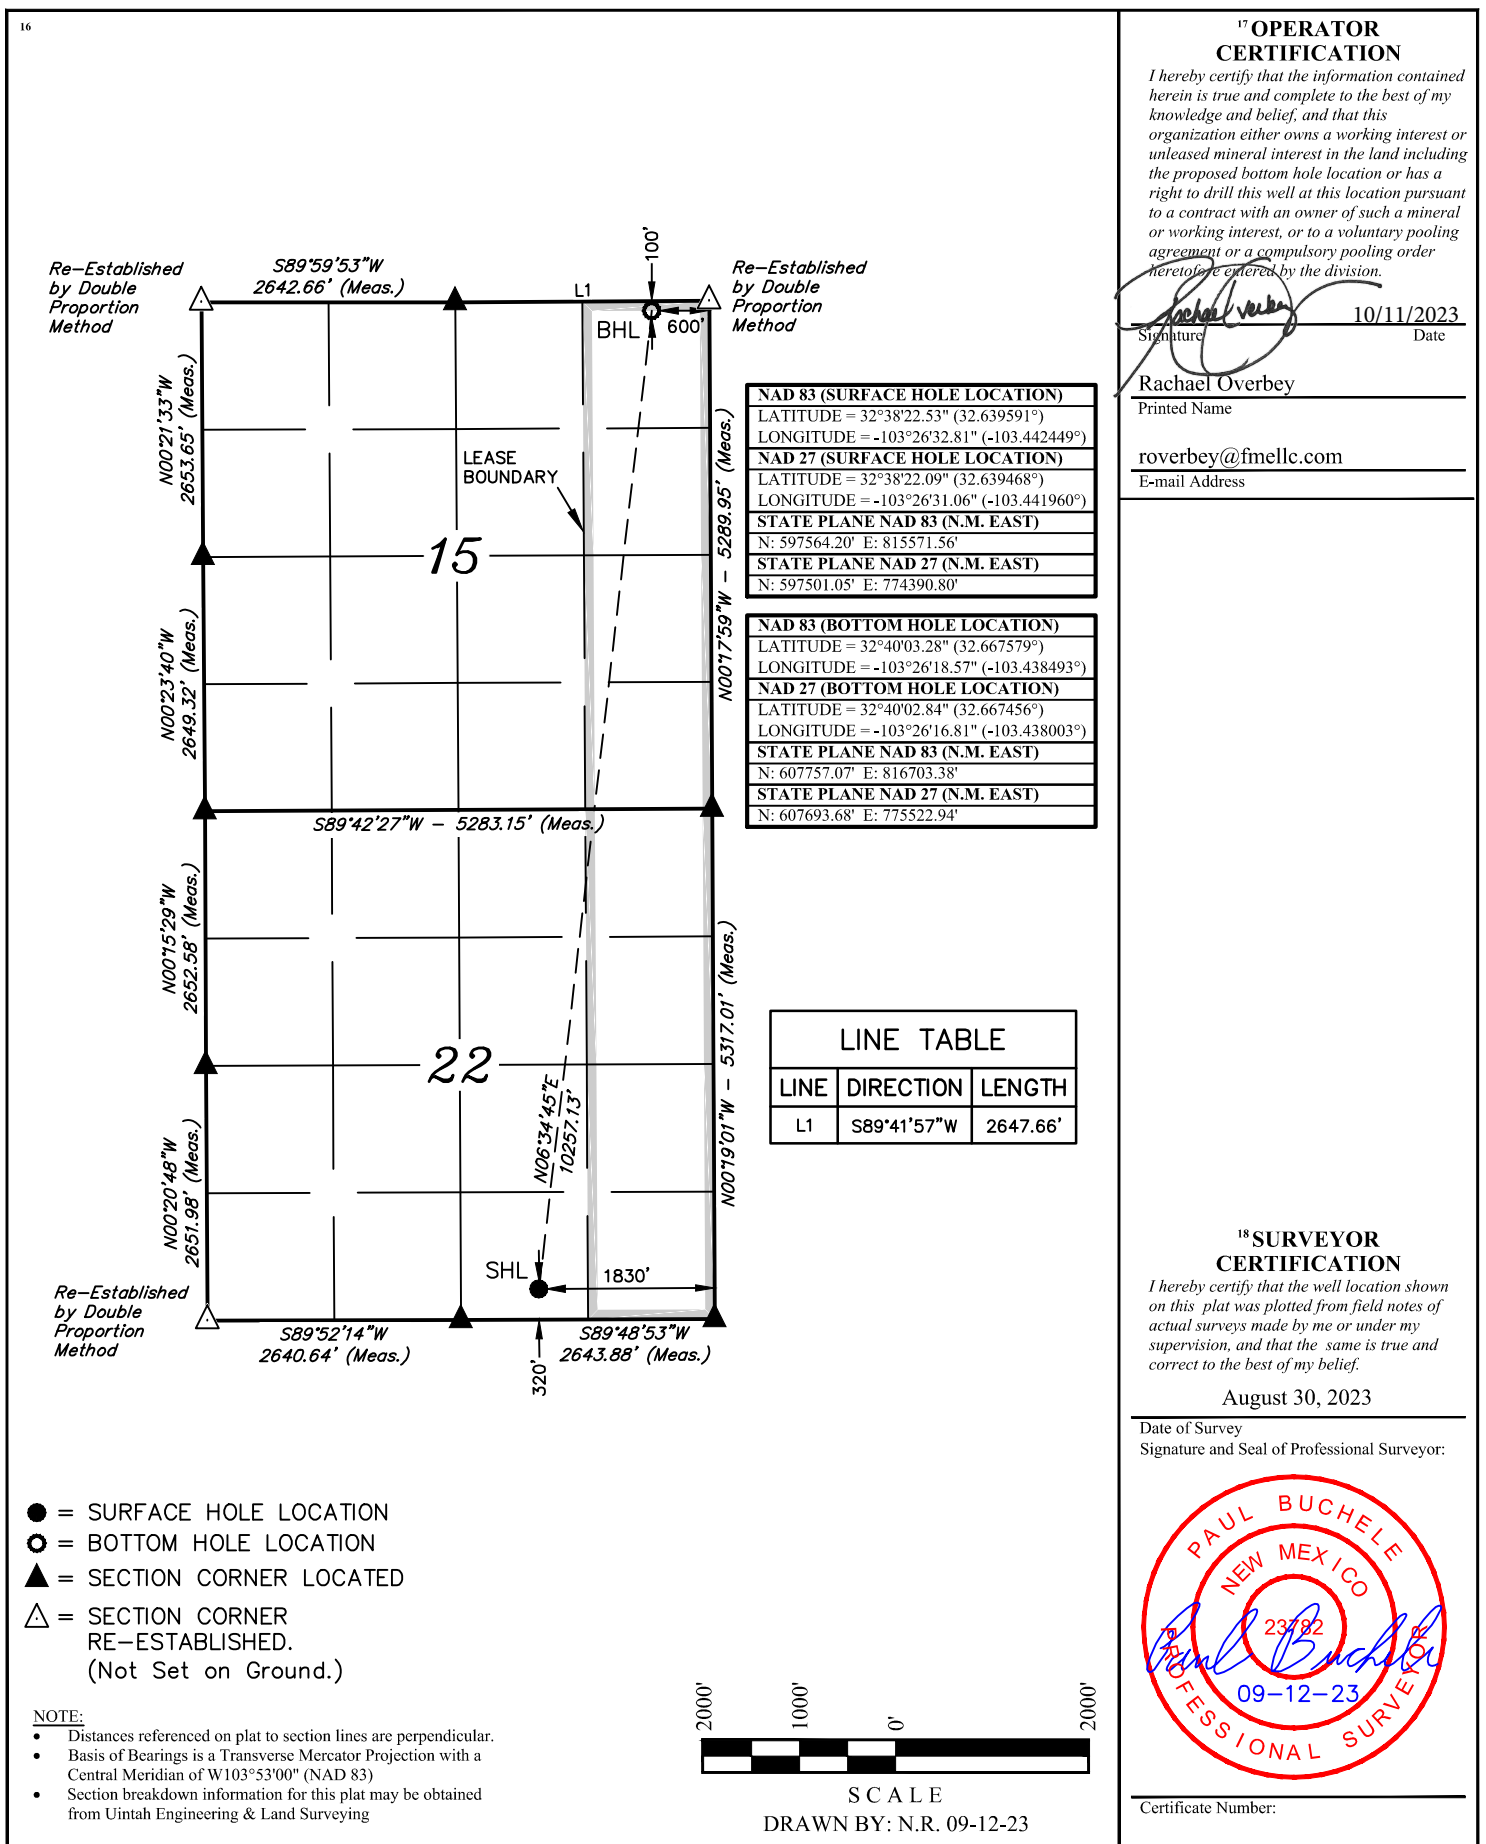 16
Re-Established
by Double
Proportion
Method
S89°59'53"W
2642.66' (Meas.)
L1
100'
BHL
600'
Re-Established
by Double
Proportion
Method
N00°21'33"W
2653.65' (Meas.)
LEASE
BOUNDARY
15
N00°23'40"W
2649.32' (Meas.)
N00°17'59"W - 5289.95' (Meas.)
S89°42'27"W - 5283.15' (Meas.)
N00°15'29"W
2652.58' (Meas.)
22
N00°20'48"W
2651.98' (Meas.)
N06°34'45"E
10257.13'
N00°19'01"W - 5317.01' (Meas.)
SHL
1830'
Re-Established
by Double
Proportion
Method
S89°52'14"W
2640.64' (Meas.)
320'
S89°48'53"W
2643.88' (Meas.)
NAD 83 (SURFACE HOLE LOCATION)
LATITUDE = 32°38'22.53" (32.639591°)
LONGITUDE = -103°26'32.81" (-103.442449°)
NAD 27 (SURFACE HOLE LOCATION)
LATITUDE = 32°38'22.09" (32.639468°)
LONGITUDE = -103°26'31.06" (-103.441960°)
STATE PLANE NAD 83 (N.M. EAST)
N: 597564.20' E: 815571.56'
STATE PLANE NAD 27 (N.M. EAST)
N: 597501.05' E: 774390.80'
NAD 83 (BOTTOM HOLE LOCATION)
LATITUDE = 32°40'03.28" (32.667579°)
LONGITUDE = -103°26'18.57" (-103.438493°)
NAD 27 (BOTTOM HOLE LOCATION)
LATITUDE = 32°40'02.84" (32.667456°)
LONGITUDE = -103°26'16.81" (-103.438003°)
STATE PLANE NAD 83 (N.M. EAST)
N: 607757.07' E: 816703.38'
STATE PLANE NAD 27 (N.M. EAST)
N: 607693.68' E: 775522.94'
LINE TABLE
LINE DIRECTION LENGTH
L1 S89°41'57"W 2647.66'
● = SURFACE HOLE LOCATION
O = BOTTOM HOLE LOCATION
▲ = SECTION CORNER LOCATED
△ = SECTION CORNER
RE-ESTABLISHED.
(Not Set on Ground.)
NOTE:
• Distances referenced on plat to section lines are perpendicular.
• Basis of Bearings is a Transverse Mercator Projection with a
Central Meridian of W103°53'00" (NAD 83)
• Section breakdown information for this plat may be obtained
from Uintah Engineering & Land Surveying
2000' 1000' 0' 2000'
SCALE
DRAWN BY: N.R. 09-12-23
17 OPERATOR
CERTIFICATION
I hereby certify that the information contained
herein is true and complete to the best of my
knowledge and belief, and that this
organization either owns a working interest or
unleased mineral interest in the land including
the proposed bottom hole location or has a
right to drill this well at this location pursuant
to a contract with an owner of such a mineral
or working interest, or to a voluntary pooling
agreement or a compulsory pooling order
heretofore entered by the division.
Rachael Overbey 10/11/2023
Signature Date
Rachael Overbey
Printed Name
roverbey@fmellc.com
E-mail Address
18 SURVEYOR
CERTIFICATION
I hereby certify that the well location shown
on this plat was plotted from field notes of
actual surveys made by me or under my
supervision, and that the same is true and
correct to the best of my belief.
August 30, 2023
Date of Survey
Signature and Seal of Professional Surveyor:
PAUL BUCHELE
NEW MEXICO
23782
Paul Buchele
09-12-23
PROFESSIONAL SURVEYOR
Certificate Number: